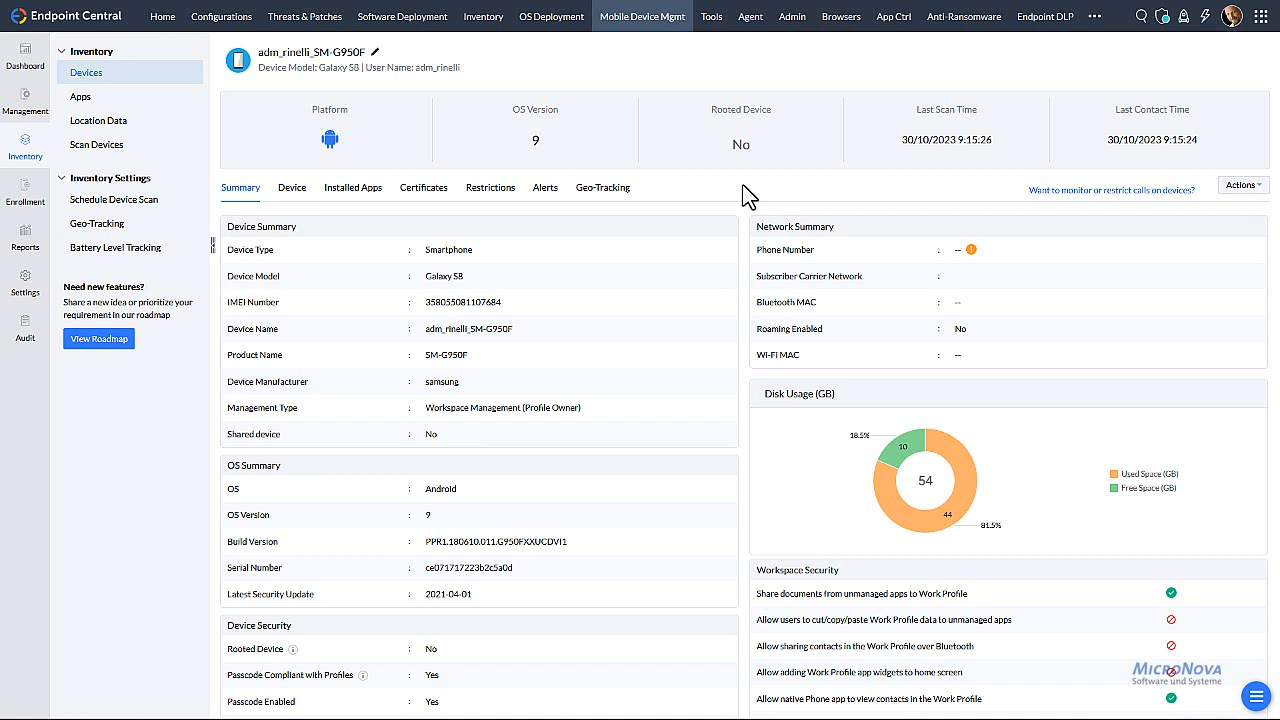 Endpoint Central Home Configurations Threats & Patches Software Deployment Inventory OS Deployment Mobile Device Mgmt Tools Agent Admin Browsers App Ctrl Anti-Ransomware Endpoint DLP
Dashboard
Management
Inventory
Enrollment
Reports
Settings
Audit
Inventory
Devices
Apps
Location Data
Scan Devices
Inventory Settings
Schedule Device Scan
Geo-Tracking
Battery Level Tracking
Need new features?
Share a new idea or prioritize your
requirement in our roadmap
View Roadmap
adm_rinelli_SM-G950F
Device Model: Galaxy S8 | User Name: adm_rinelli
Platform
OS Version
9
Rooted Device
No
Last Scan Time
30/10/2023 9:15:26
Last Contact Time
30/10/2023 9:15:24
Summary Device Installed Apps Certificates Restrictions Alerts Geo-Tracking
Want to monitor or restrict calls on devices?
Actions
Device Summary
Device Type : Smartphone
Device Model : Galaxy S8
IMEI Number : 358055081107684
Device Name : adm_rinelli_SM-G950F
Product Name : SM-G950F
Device Manufacturer : samsung
Management Type : Workspace Management (Profile Owner)
Shared device : No
OS Summary
OS : Android
OS Version : 9
Build Version : PPR1.180610.011.G950FXXUCDVI1
Serial Number : ce071717223b2c5a0d
Latest Security Update : 2021-04-01
Device Security
Rooted Device : No
Passcode Compliant with Profiles : Yes
Passcode Enabled : Yes
Network Summary
Phone Number : --
Subscriber Carrier Network :
Bluetooth MAC : --
Roaming Enabled : No
Wi-Fi MAC : --
Disk Usage (GB)
18.5%
10
54
44
81.5%
Used Space (GB)
Free Space (GB)
Workspace Security
Share documents from unmanaged apps to Work Profile
Allow users to cut/copy/paste Work Profile data to unmanaged apps
Allow sharing contacts in the Work Profile over Bluetooth
Allow adding Work Profile app widgets to home screen
Allow native Phone app to view contacts in the Work Profile
MicroNova
Software und Systeme